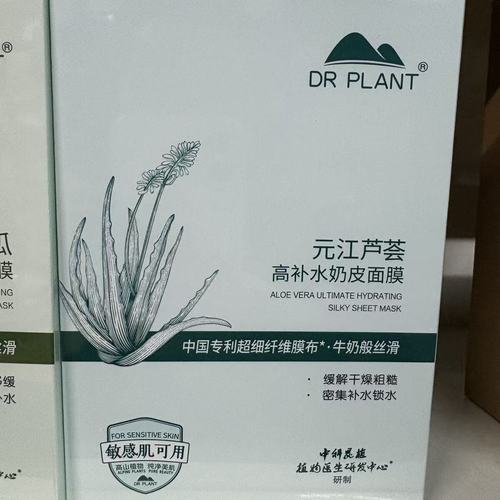 DR PLANT®
元江芦荟
高补水奶皮面膜
ALOE VERA ULTIMATE HYDRATING
SILKY SHEET MASK
中国专利超细纤维膜布*·牛奶般丝滑
· 缓解干燥粗糙
· 密集补水锁水
FOR SENSITIVE SKIN
敏感肌可用
高山植物 纯净美肌
ALPINE PLANTS PURE BEAUTY
DR PLANT
中科昆植
植物医生研发中心®
研制
®
瓜
膜
NG
ASK
丝滑
缓
水